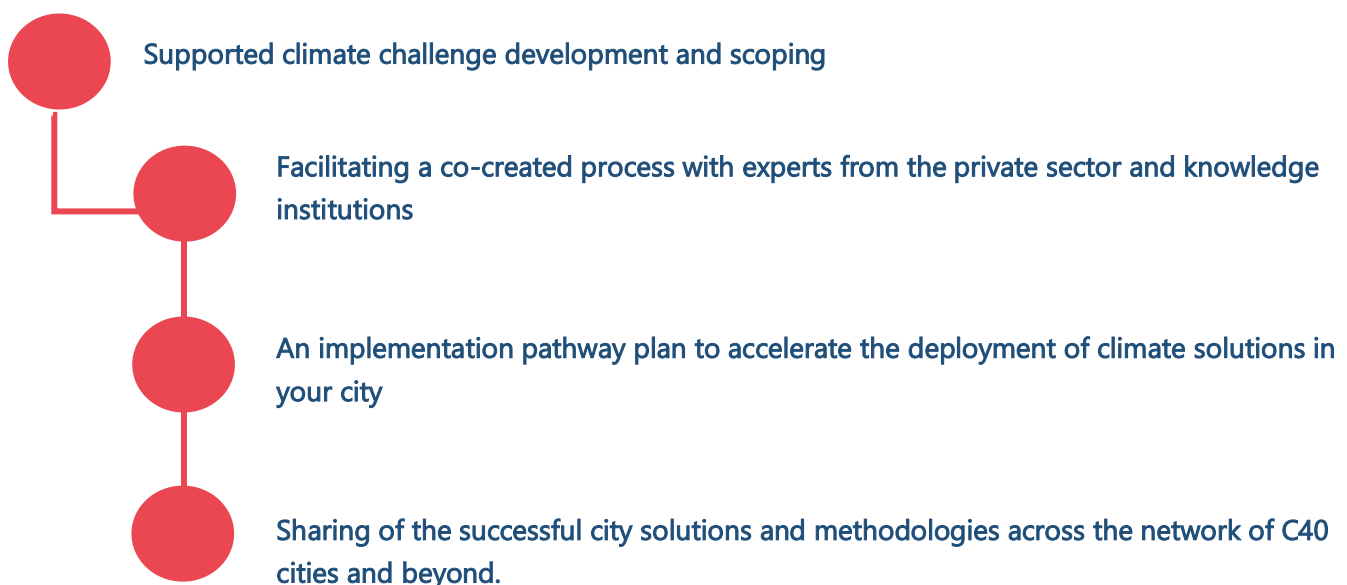 Supported climate challenge development and scoping
Facilitating a co-created process with experts from the private sector and knowledge
institutions
An implementation pathway plan to accelerate the deployment of climate solutions in
your city
Sharing of the successful city solutions and methodologies across the network of C40
cities and beyond.